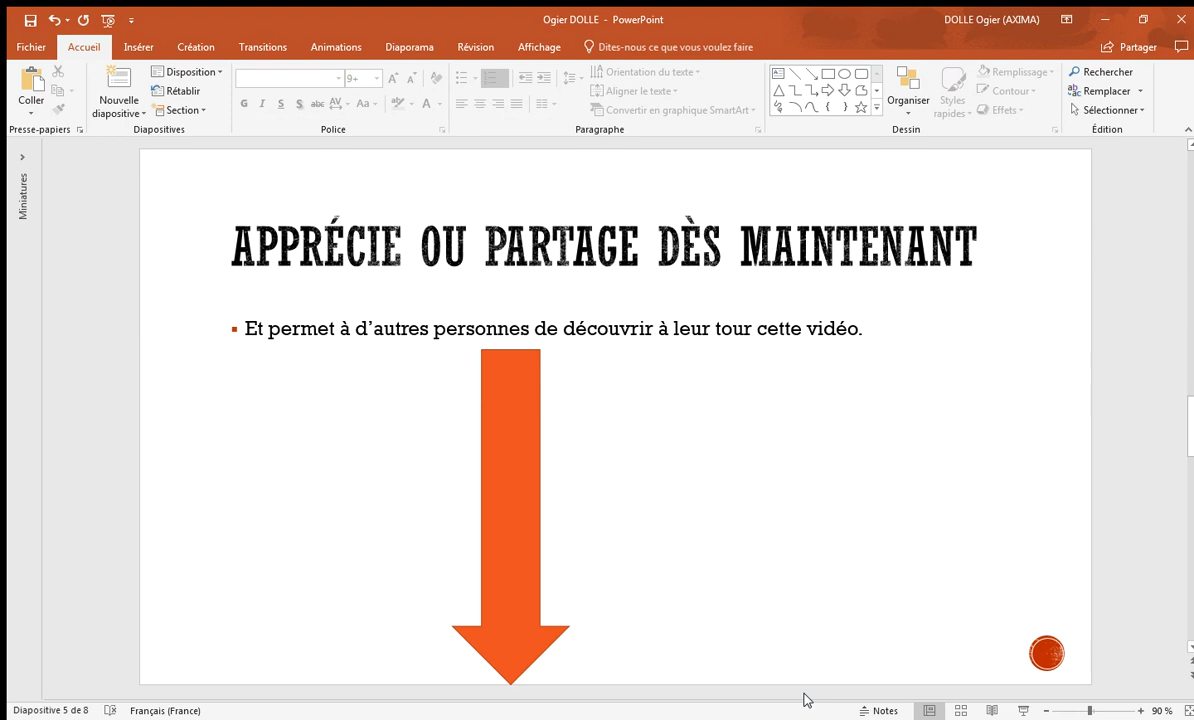 Ogier DOLLE - PowerPoint
DOLLE Ogier (AXIMA)
Fichier Accueil Insérer Création Transitions Animations Diaporama Révision Affichage Dites-nous ce que vous voulez faire Partager
Coller
Presse-papiers
Nouvelle diapositive
Disposition
Rétablir
Section
Diapositives
9+
G I S S abc AV Aa A
Police
Orientation du texte
Aligner le texte
Convertir en graphique SmartArt
Paragraphe
Organiser
Styles rapides
Remplissage
Contour
Effets
Dessin
Rechercher
Remplacer
Sélectionner
Édition
Miniatures
APPRÉCIE OU PARTAGE DÈS MAINTENANT
Et permet à d’autres personnes de découvrir à leur tour cette vidéo.
Diapositive 5 de 8 Français (France) Notes 90 %